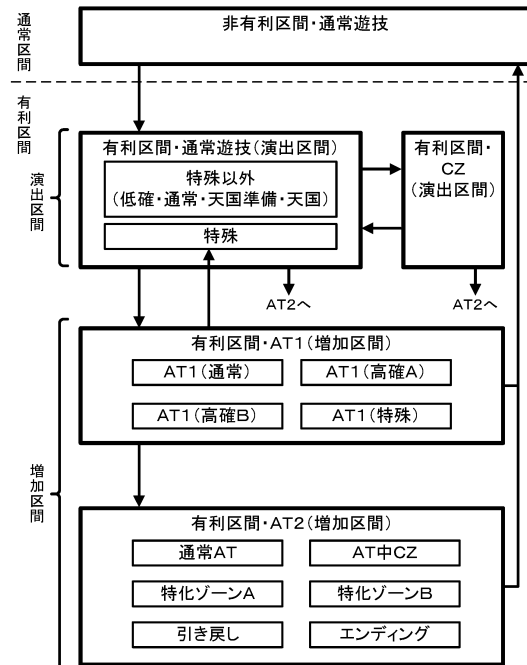 通常区間
非有利区間・通常遊技
有利区間
演出区間
有利区間・通常遊技(演出区間)
特殊以外
(低確・通常・天国準備・天国)
特殊
有利区間・
CZ
(演出区間)
AT2へ
AT2へ
増加区間
有利区間・AT1(増加区間)
AT1(通常)
AT1(高確A)
AT1(高確B)
AT1(特殊)
有利区間・AT2(増加区間)
通常AT
AT中CZ
特化ゾーンA
特化ゾーンB
引き戻し
エンディング